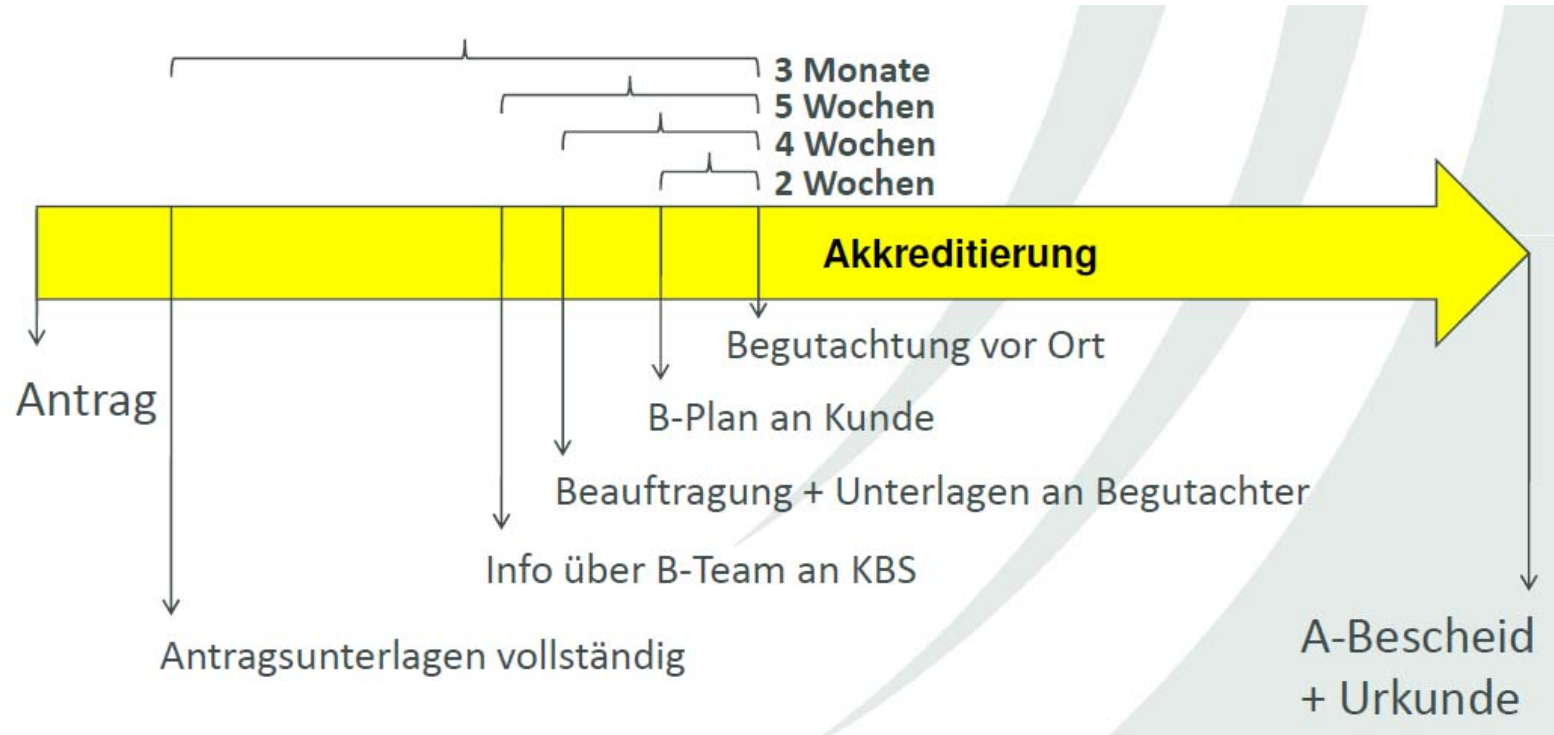 3 Monate
5 Wochen
4 Wochen
2 Wochen
Akkreditierung
Begutachtung vor Ort
Antrag
B-Plan an Kunde
Beauftragung + Unterlagen an Begutachter
Info über B-Team an KBS
Antragsunterlagen vollständig
A-Bescheid
+ Urkunde